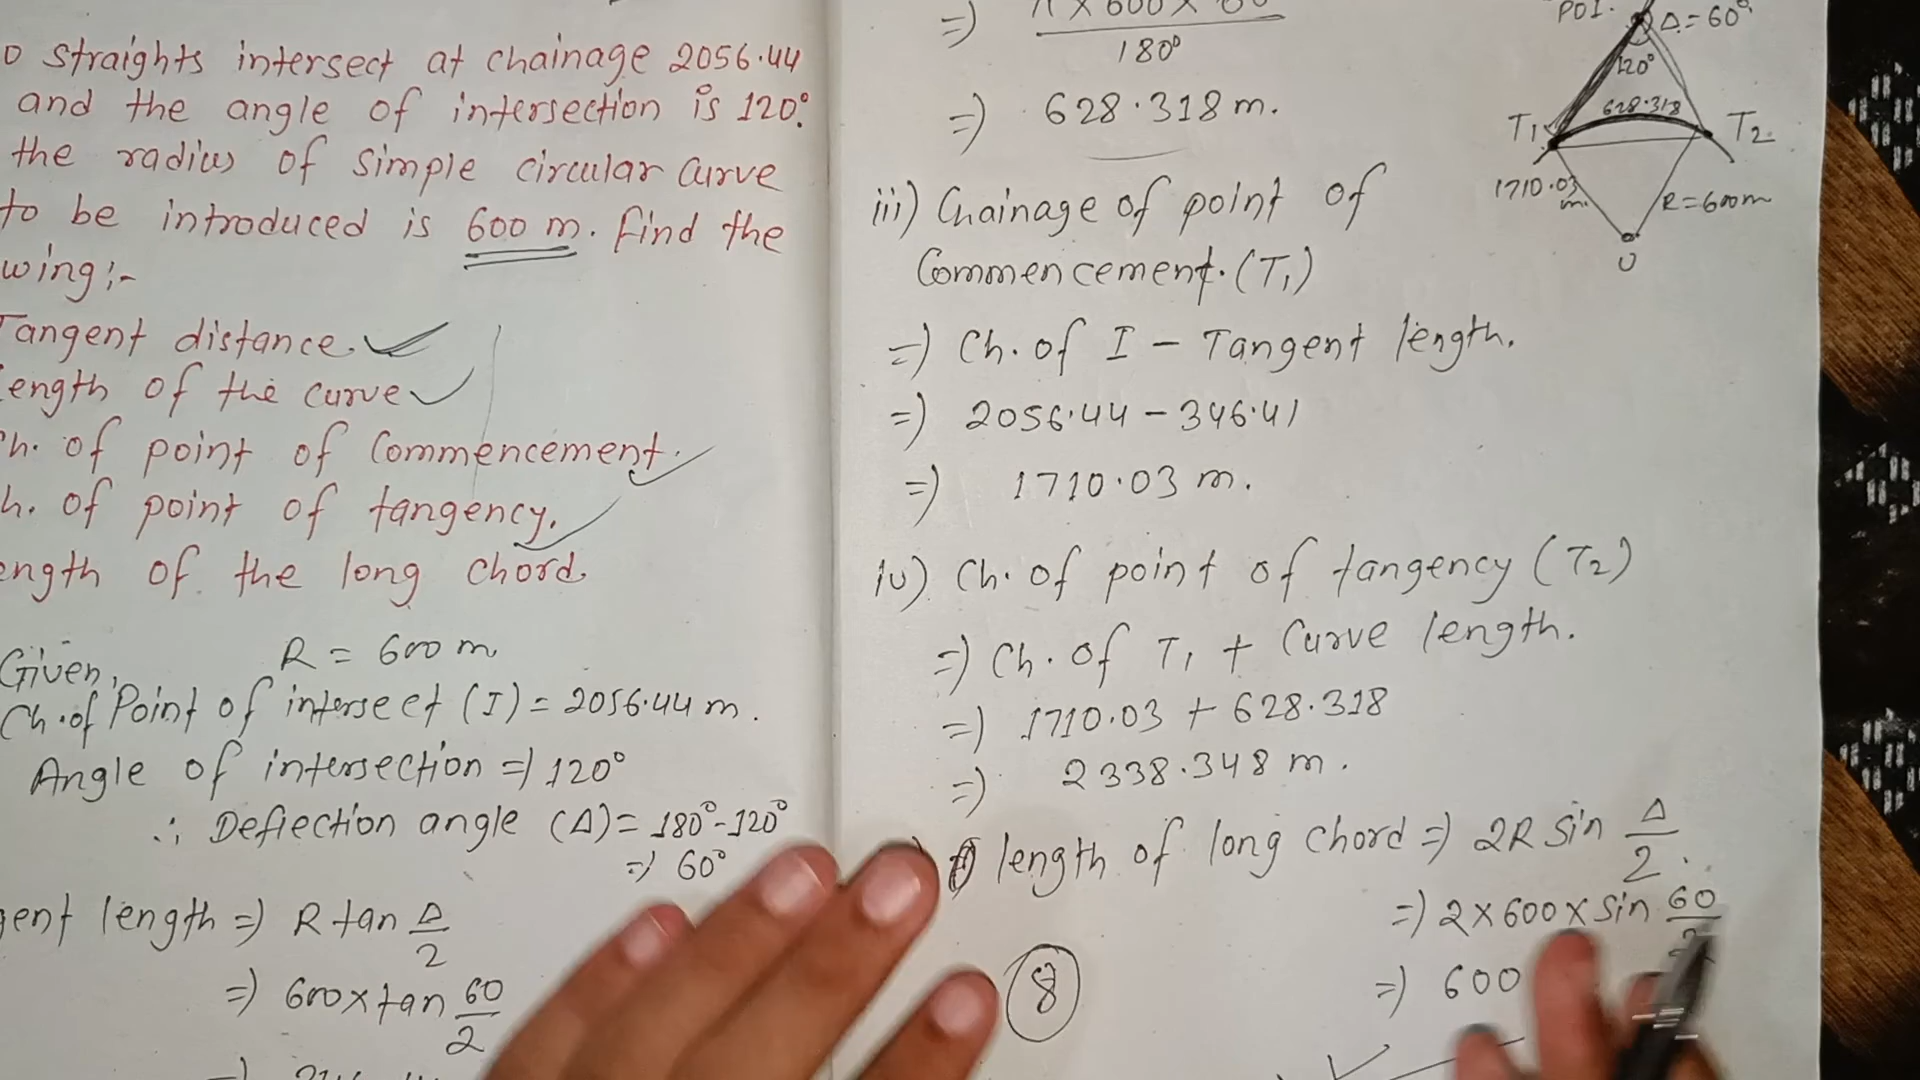 straights intersect at chainage 2056.44
and the angle of intersection is 120°.
the radius of simple circular curve
to be introduced is 600 m. find the
wing:-
Tangent distance.
ength of the curve
Ch. of point of commencement.
h. of point of tangency.
ength of the long chord.
Given, R = 600 m
Ch. of Point of intersect (I) = 2056.44 m.
Angle of intersection => 120°
∴ Deflection angle (Δ) = 180° - 120°
=> 60°
gent length => R tan Δ/2
=> 600 x tan 60/2
=>
180°
=> 628.318 m.
iii) Chainage of point of
Commencement. (T1)
=> Ch. of I - Tangent length.
=> 2056.44 - 346.41
=> 1710.03 m.
iv) Ch. of point of tangency (T2)
=> Ch. of T1 + Curve length.
=> 1710.03 + 628.318
=> 2338.348 m.
length of long chord => 2R sin Δ/2.
=> 2 x 600 x sin 60
=> 600
8
POI.
Δ = 60°
120°
628.318
T1
T2.
1710.03
m.
R = 600m
O